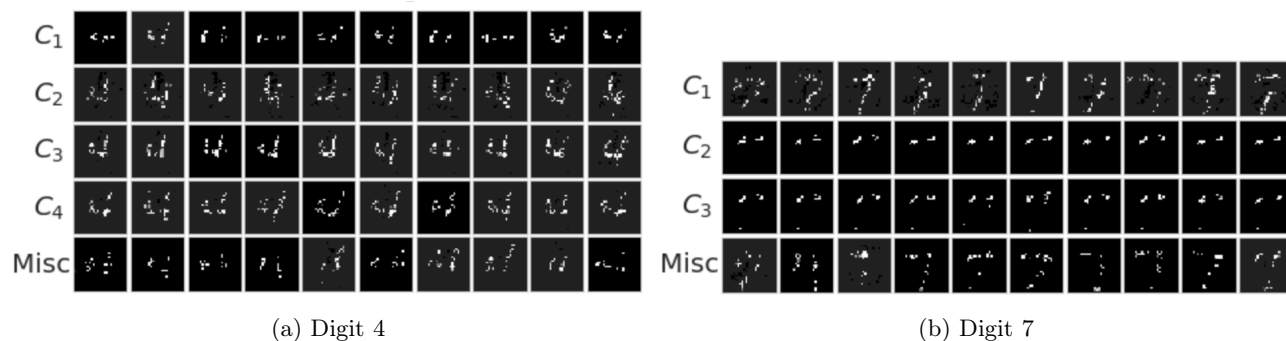 C₁
C₂
C₃
C₄
Misc
(a) Digit 4
C₁
C₂
C₃
Misc
(b) Digit 7